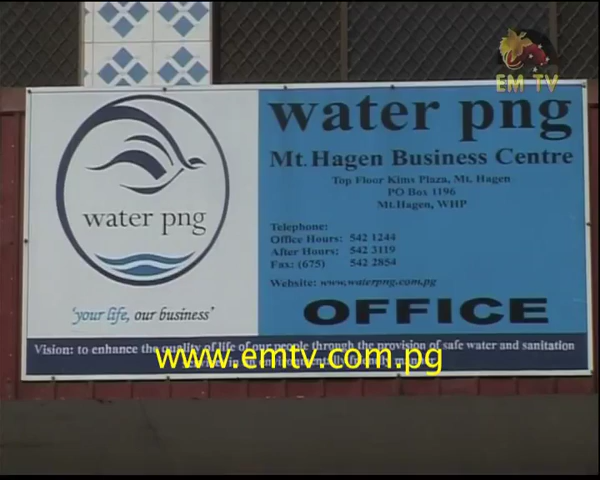 EM TV
water png
'your life, our business'
water png
Mt. Hagen Business Centre
Top Floor Kims Plaza, Mt. Hagen
PO Box 1196
Mt.Hagen, WHP
Telephone:
Office Hours: 542 1244
After Hours: 542 3119
Fax: (675) 542 2854
Website: www.waterpng.com.pg
OFFICE
Vision: to enhance the quality of life of our people through the provision of safe water and sanitation
www.emtv.com.pg